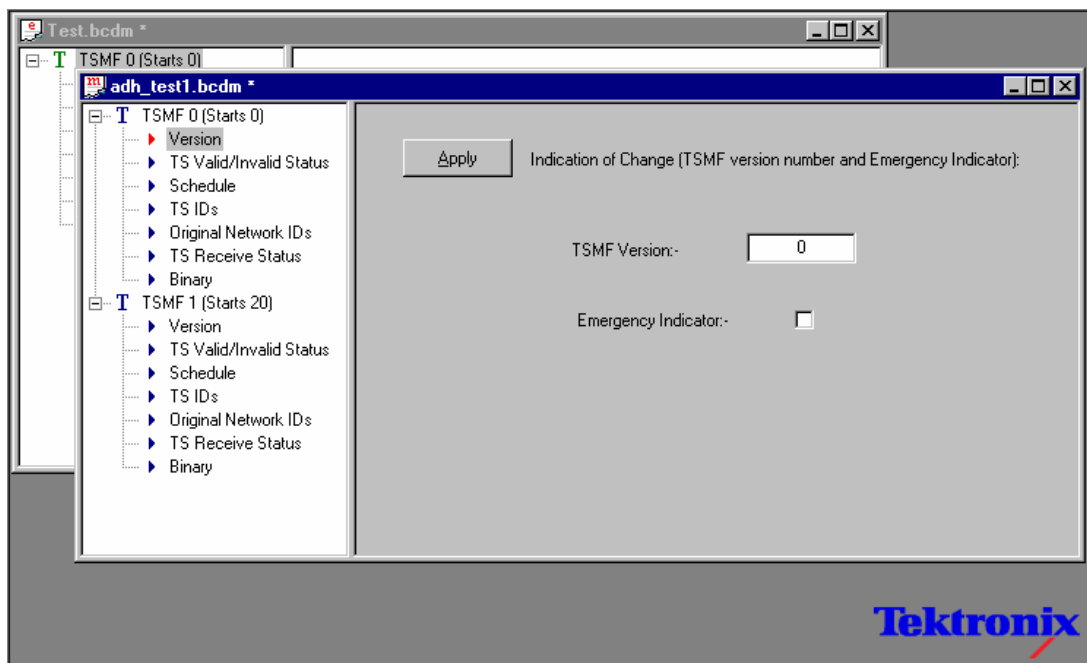 Test.bcdm *
TSMF 0 (Starts 0)
adh_test1.bcdm *
TSMF 0 (Starts 0)
Version
TS Valid/Invalid Status
Schedule
TS IDs
Original Network IDs
TS Receive Status
Binary
TSMF 1 (Starts 20)
Version
TS Valid/Invalid Status
Schedule
TS IDs
Original Network IDs
TS Receive Status
Binary
Apply
Indication of Change (TSMF version number and Emergency Indicator):
TSMF Version:-
0
Emergency Indicator:-
Tektronix